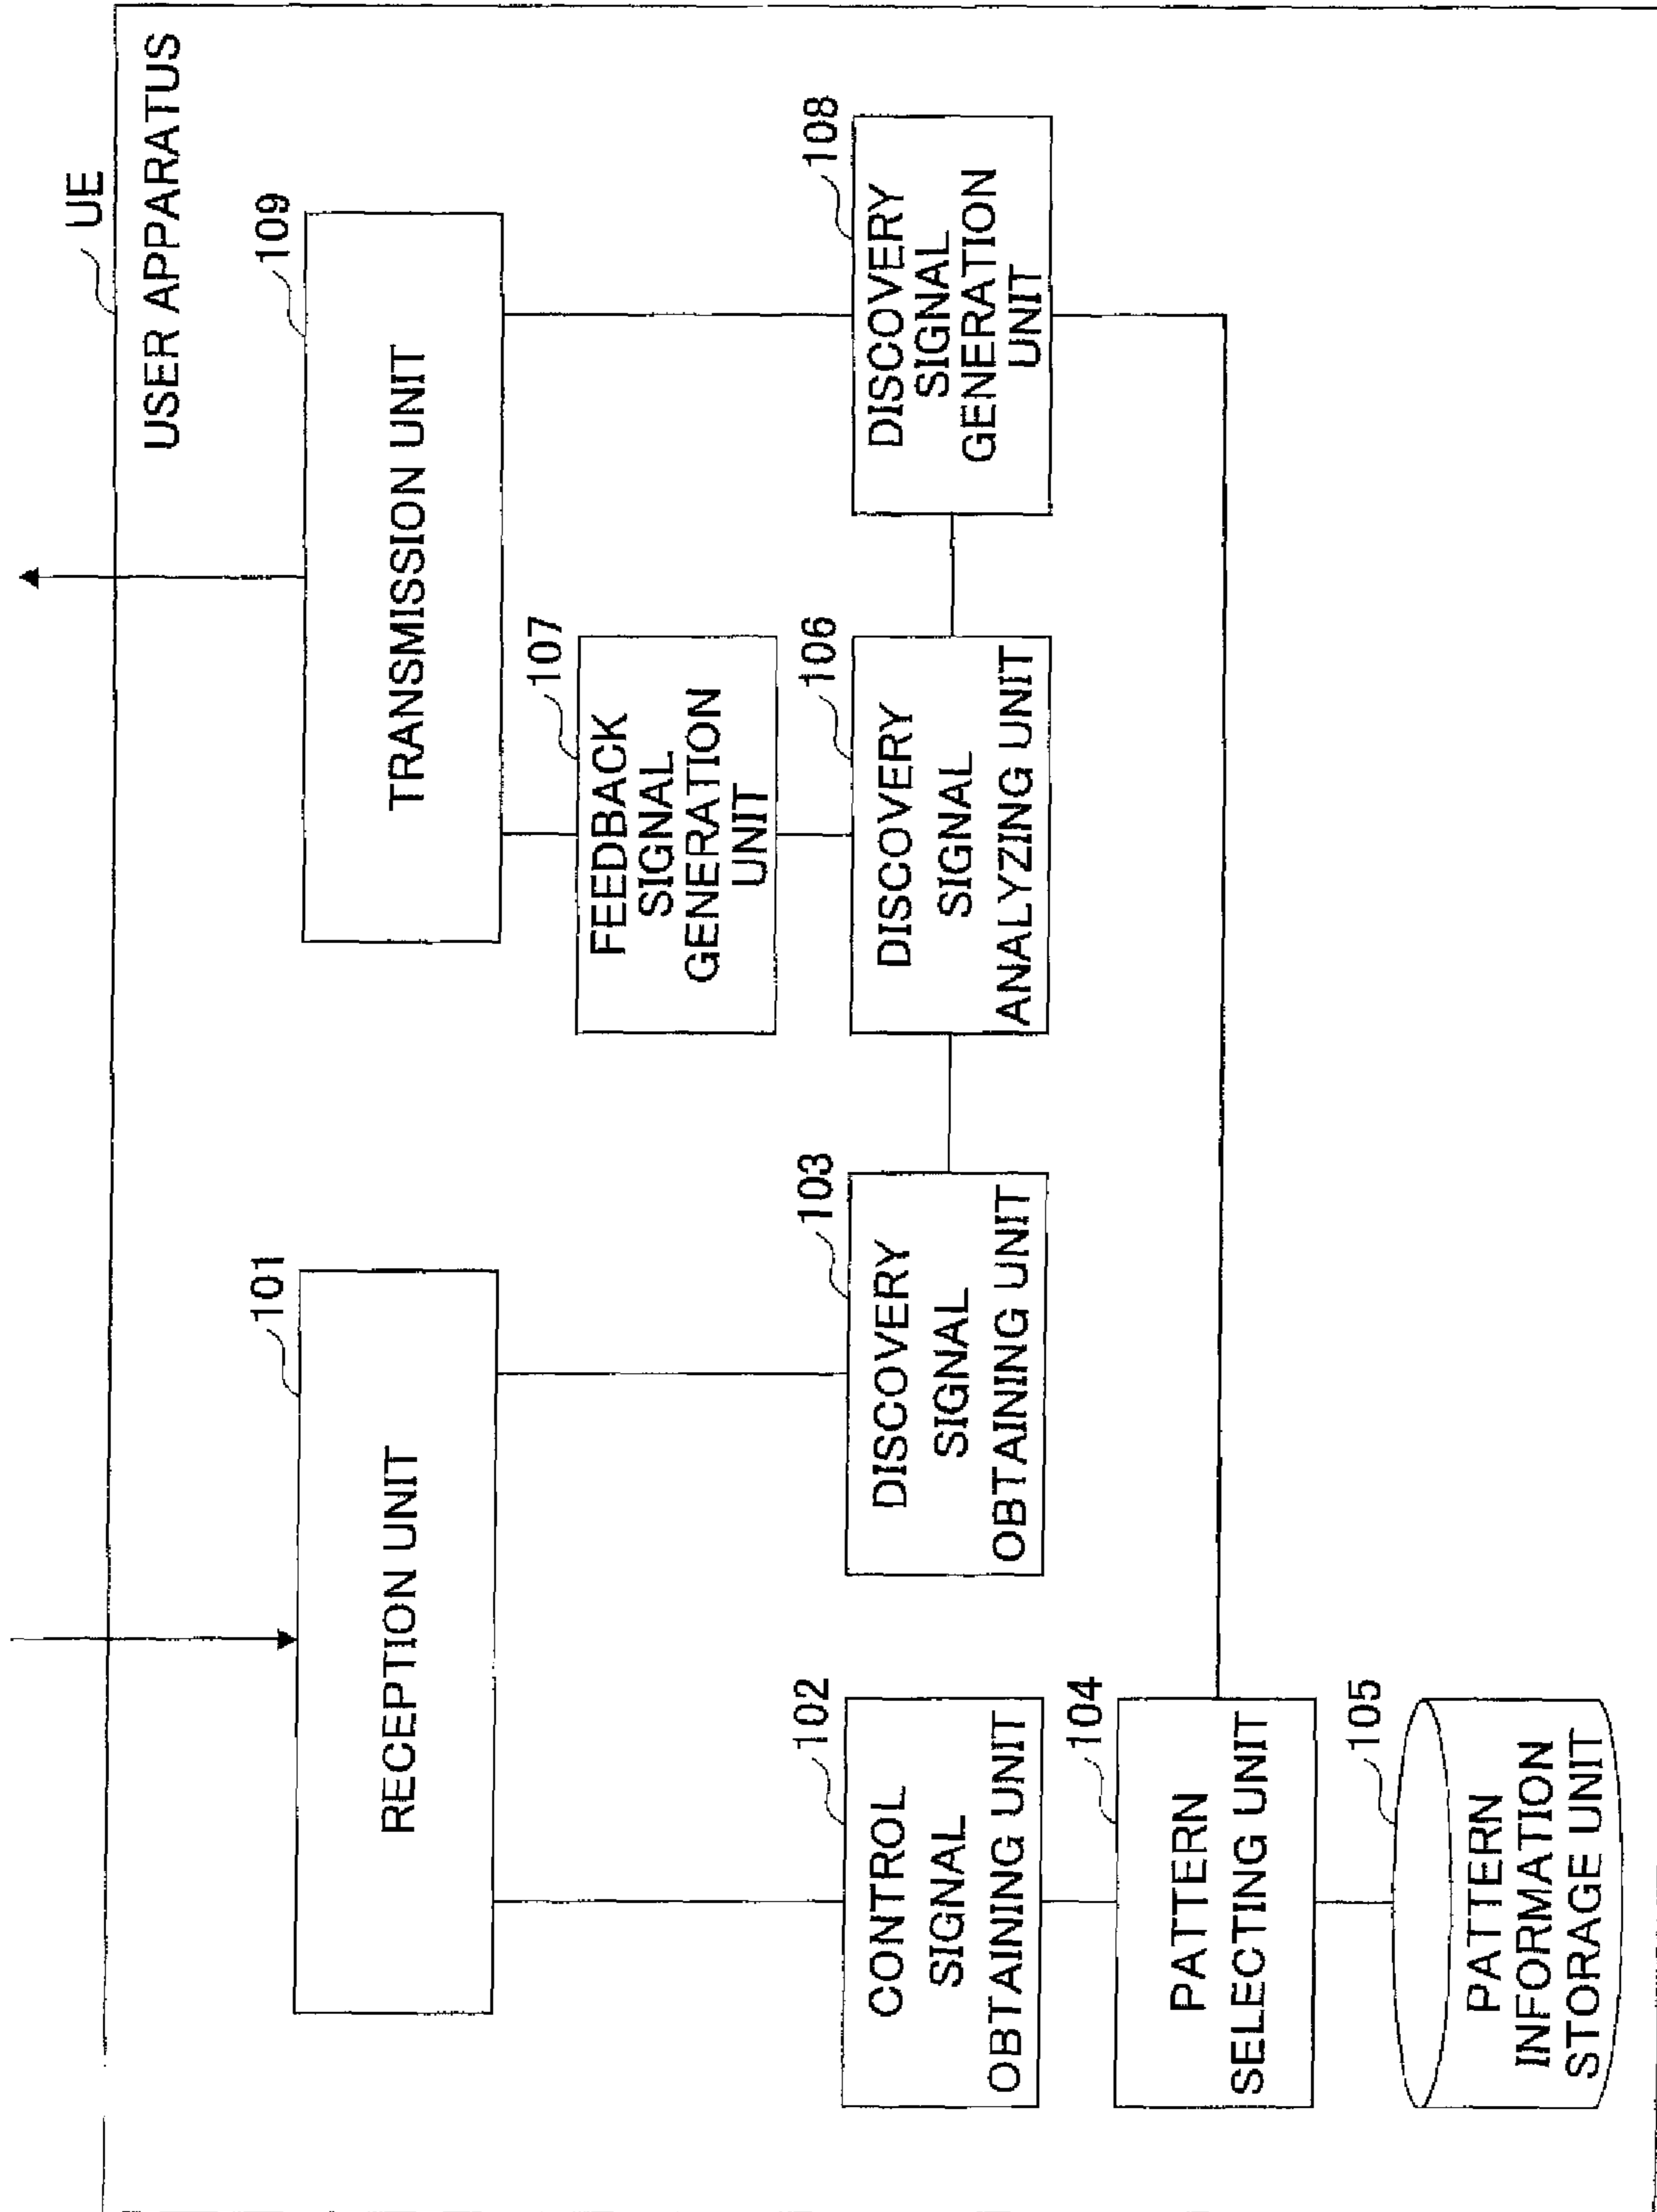 UE
USER APPARATUS
101
RECEPTION UNIT
109
TRANSMISSION UNIT
107
FEEDBACK
SIGNAL
GENERATION
UNIT
102
CONTROL
SIGNAL
OBTAINING UNIT
103
DISCOVERY
SIGNAL
OBTAINING UNIT
106
DISCOVERY
SIGNAL
ANALYZING UNIT
108
DISCOVERY
SIGNAL
GENERATION
UNIT
104
PATTERN
SELECTING UNIT
105
PATTERN
INFORMATION
STORAGE UNIT